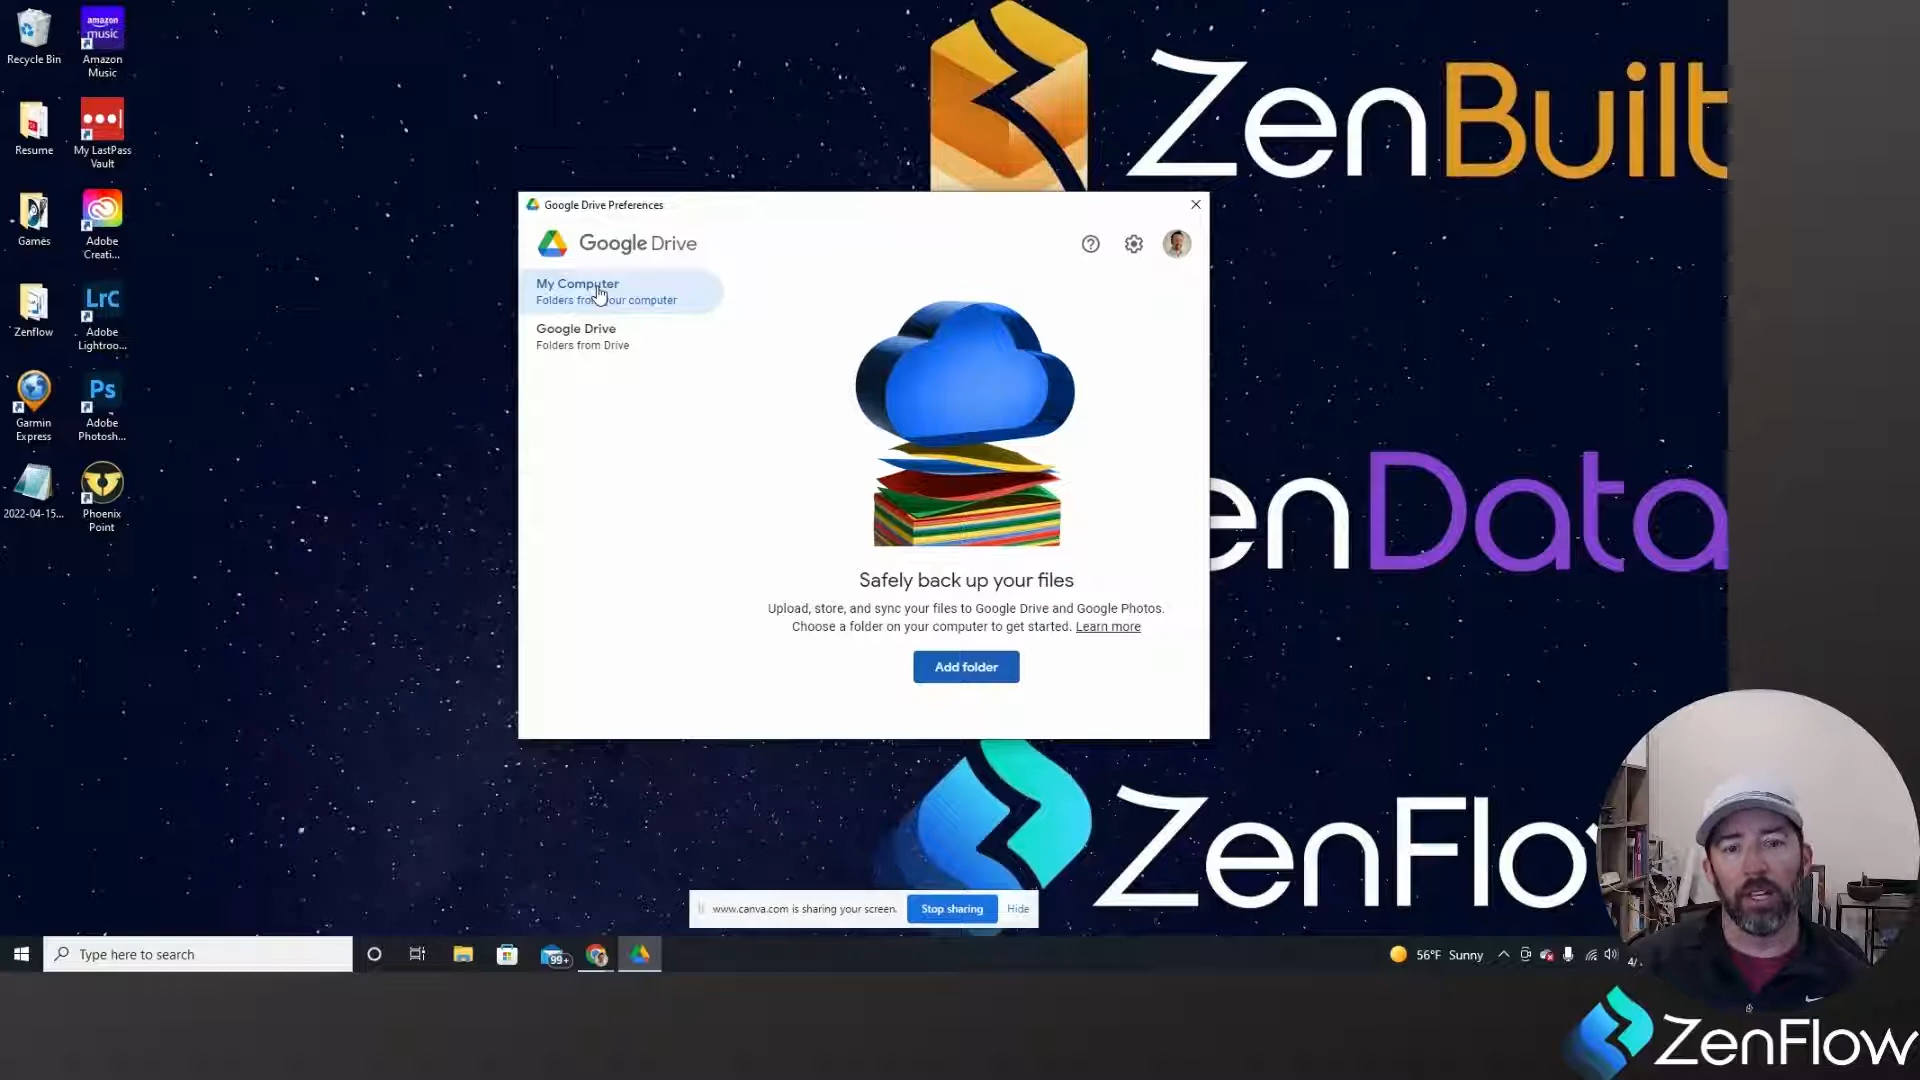 Recycle Bin
amazon
music
Amazon
Music
Resume
My LastPass
Vault
Games
Adobe
Creati...
Zenflow
LrC
Adobe
Lightroo...
Garmin
Express
Ps
Adobe
Photosh...
2022-04-15...
Phoenix
Point
ZenBuilt
Google Drive Preferences
Google Drive
My Computer
Folders from your computer
Google Drive
Folders from Drive
Safely back up your files
Upload, store, and sync your files to Google Drive and Google Photos.
Choose a folder on your computer to get started. Learn more
Add folder
enData
ZenFlo
www.canva.com is sharing your screen.
Stop sharing
Hide
Type here to search
99+
56°F Sunny
4/
ZenFlow